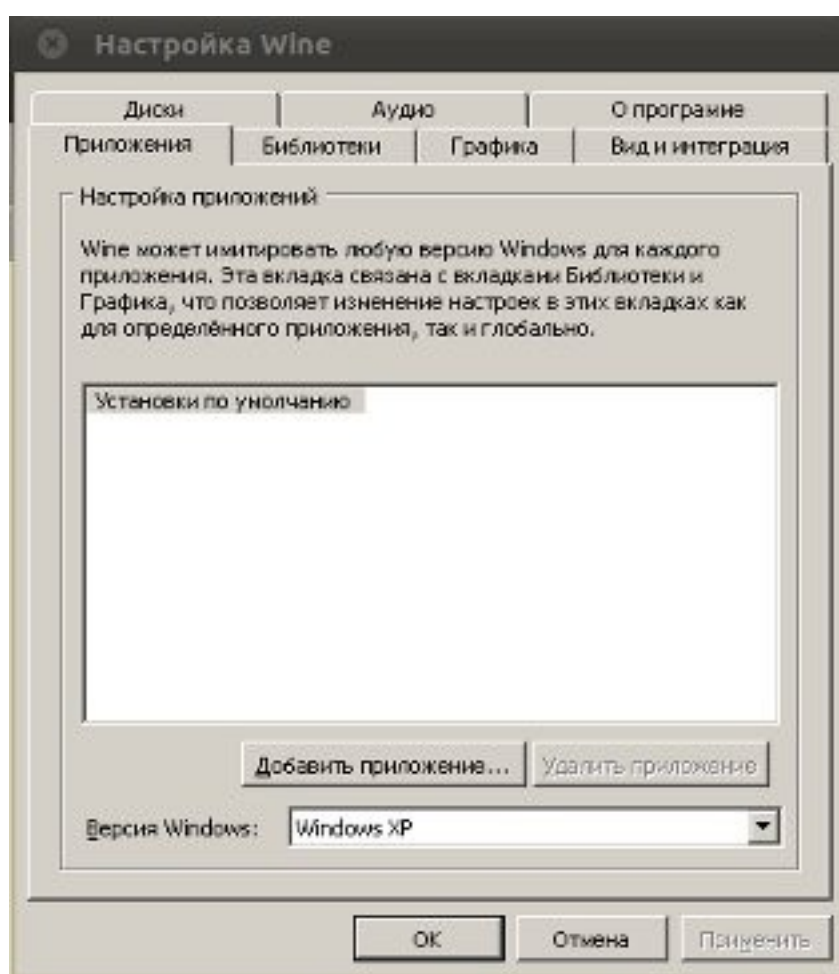 Настройка Wine
Диски Аудио О программе
Приложения Библиотеки Графика Вид и интеграция
Настройка приложений
Wine может имитировать любую версию Windows для каждого
приложения. Эта вкладка связана с вкладками Библиотеки и
Графика, что позволяет изменение настроек в этих вкладках как
для определённого приложения, так и глобально.
Установки по умолчанию
Добавить приложение... Удалить приложение
Версия Windows: Windows XP
OK Отмена Применить